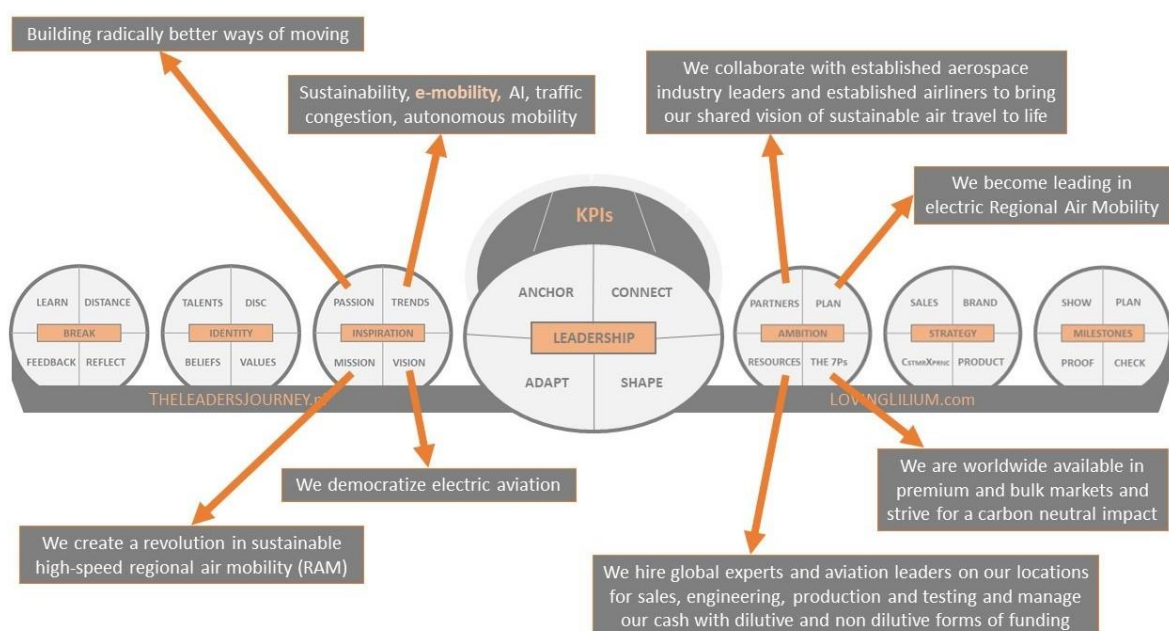 Building radically better ways of moving
Sustainability, e-mobility, AI, traffic
congestion, autonomous mobility
We collaborate with established aerospace
industry leaders and established airliners to bring
our shared vision of sustainable air travel to life
We become leading in
electric Regional Air Mobility
KPIs
LEARN DISTANCE
BREAK
FEEDBACK REFLECT
TALENTS DISC
IDENTITY
BELIEFS VALUES
PASSION TRENDS
INSPIRATION
MISSION VISION
ANCHOR CONNECT
LEADERSHIP
ADAPT SHAPE
PARTNERS PLAN
AMBITION
RESOURCES THE 7Ps
SALES BRAND
STRATEGY
CSTMRXPRNC PRODUCT
SHOW PLAN
MILESTONES
PROOF CHECK
THELEADERSJOURNEY.
LOVINGLILIUM.com
We democratize electric aviation
We create a revolution in sustainable
high-speed regional air mobility (RAM)
We are worldwide available in
premium and bulk markets and
strive for a carbon neutral impact
We hire global experts and aviation leaders on our locations
for sales, engineering, production and testing and manage
our cash with dilutive and non dilutive forms of funding